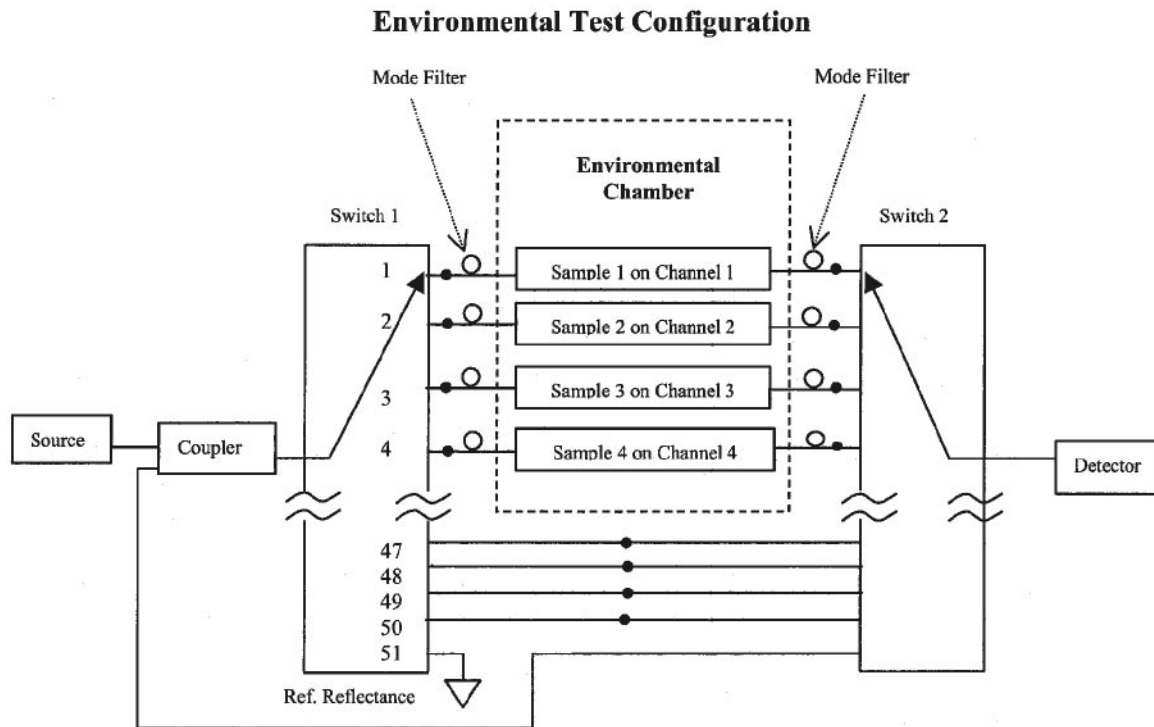 Environmental Test Configuration
Mode Filter
Mode Filter
Environmental
Chamber
Switch 1
Switch 2
1
Sample 1 on Channel 1
2
Sample 2 on Channel 2
3
Sample 3 on Channel 3
4
Sample 4 on Channel 4
Source
Coupler
Detector
47
48
49
50
51
Ref. Reflectance